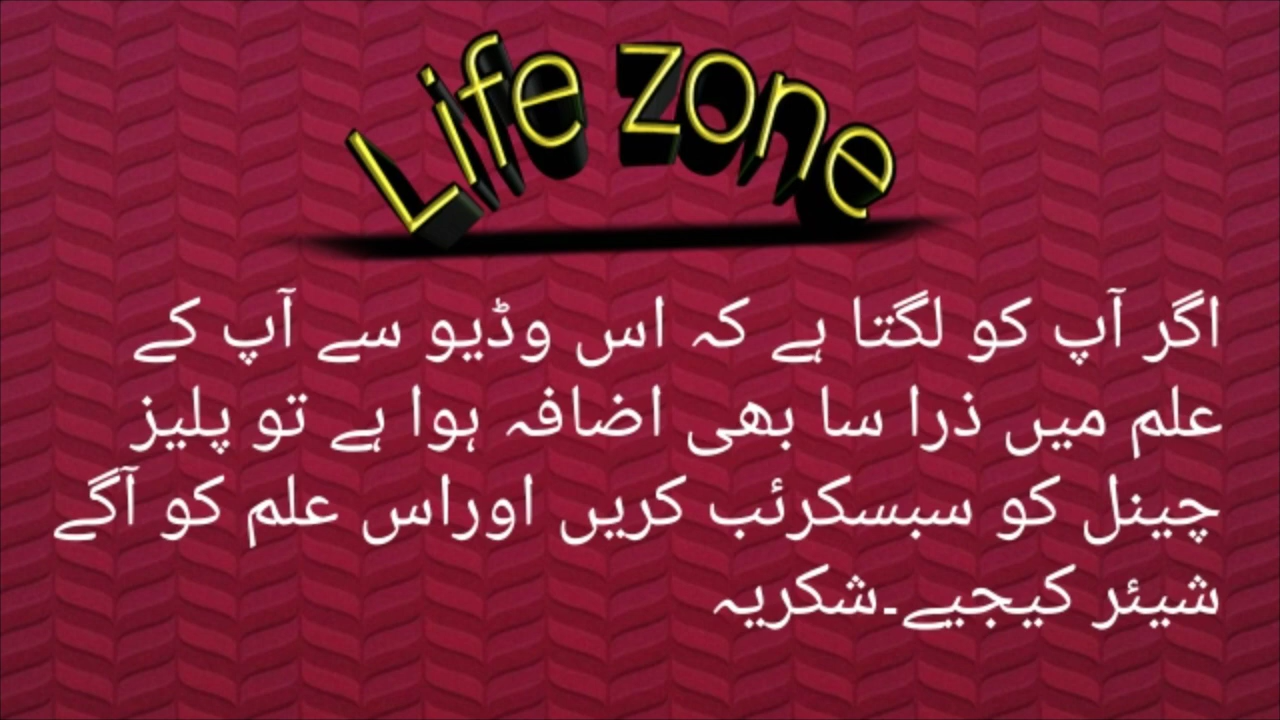 Life zone
اگر آپ کو لگتا ہے کہ اس وڈیو سے آپ کے
علم میں ذرا سا بھی اضافہ ہوا ہے تو پلیز
چینل کو سبسکرئب کریں اوراس علم کو آگے
شیئر کیجیے۔شکریہ